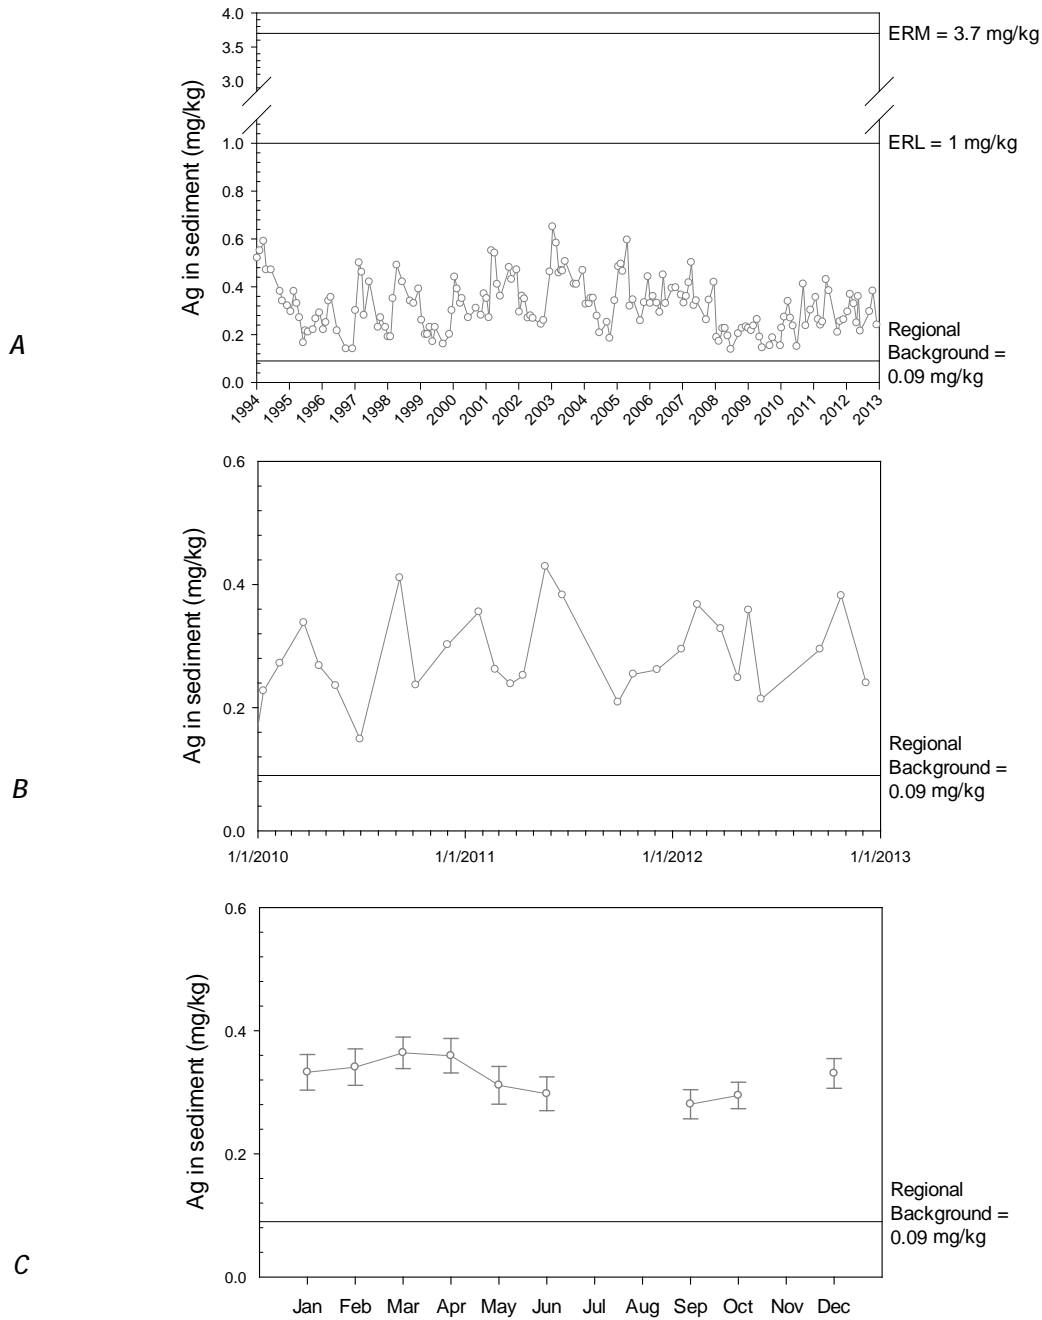 4.0
ERM = 3.7 mg/kg
3.5
3.0
Ag in sediment (mg/kg)
1.0
ERL = 1 mg/kg
0.8
0.6
0.4
0.2
0.0
Regional
Background =
0.09 mg/kg
A
1994 1995 1996 1997 1998 1999 2000 2001 2002 2003 2004 2005 2006 2007 2008 2009 2010 2011 2012 2013
0.6
Ag in sediment (mg/kg)
0.4
0.2
0.0
Regional
Background =
0.09 mg/kg
B
1/1/2010 1/1/2011 1/1/2012 1/1/2013
0.6
Ag in sediment (mg/kg)
0.4
0.2
0.0
Regional
Background =
0.09 mg/kg
C
Jan Feb Mar Apr May Jun Jul Aug Sep Oct Nov Dec